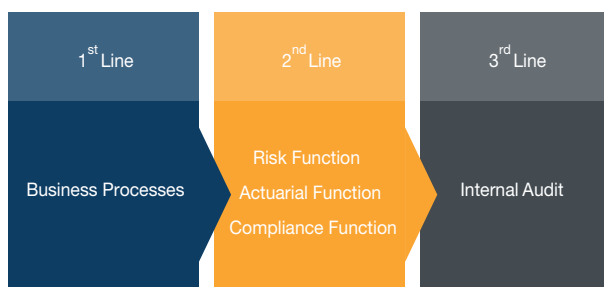 1st Line
2nd Line
3rd Line
Business Processes
Risk Function
Actuarial Function
Compliance Function
Internal Audit